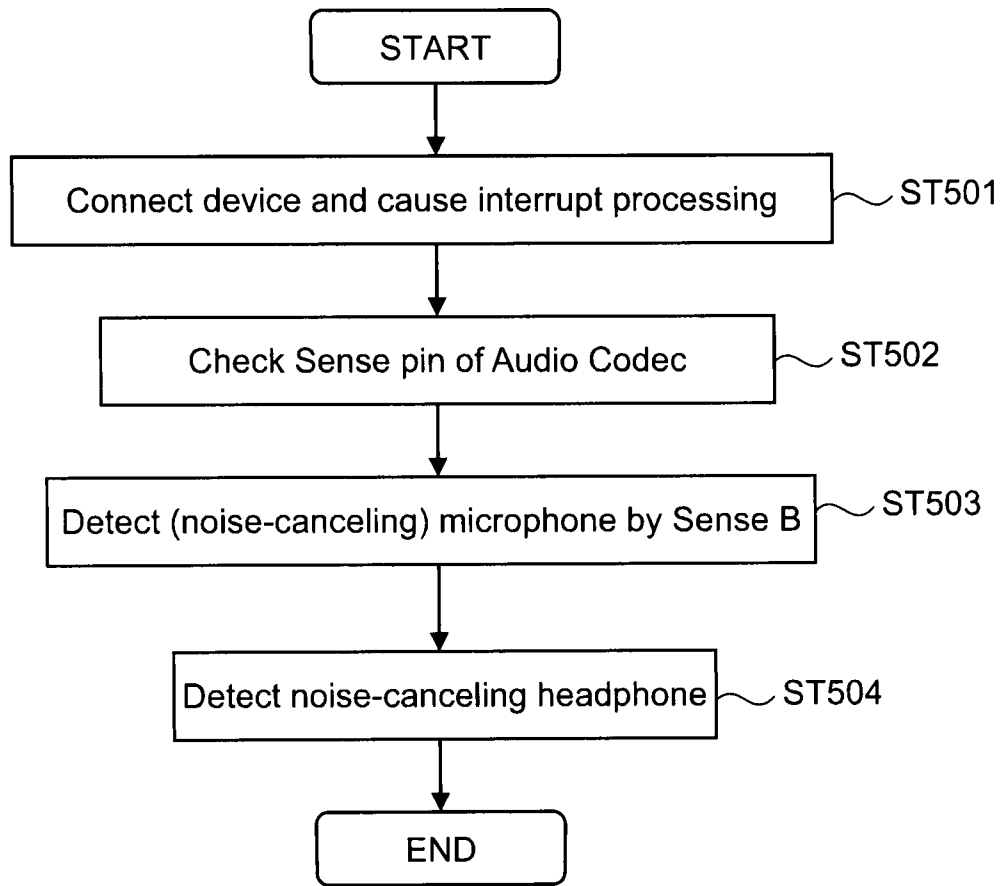 START
Connect device and cause interrupt processing
ST501
Check Sense pin of Audio Codec
ST502
Detect (noise-canceling) microphone by Sense B
ST503
Detect noise-canceling headphone
ST504
END